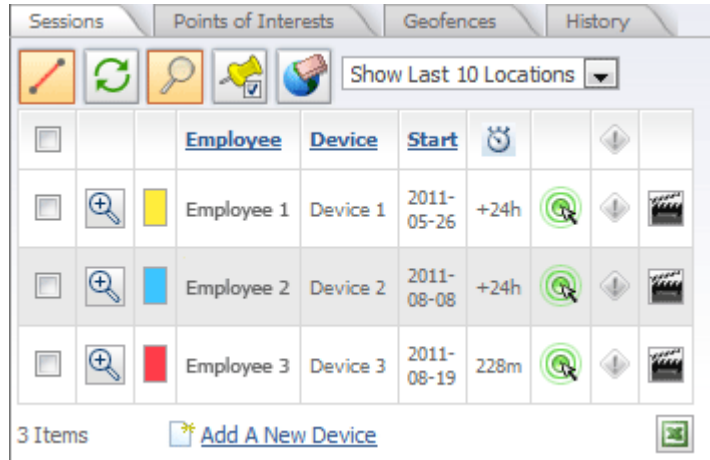 Sessions Points of Interests Geofences History
Show Last 10 Locations
Employee Device Start
Employee 1 Device 1 2011-05-26 +24h
Employee 2 Device 2 2011-08-08 +24h
Employee 3 Device 3 2011-08-19 228m
3 Items Add A New Device